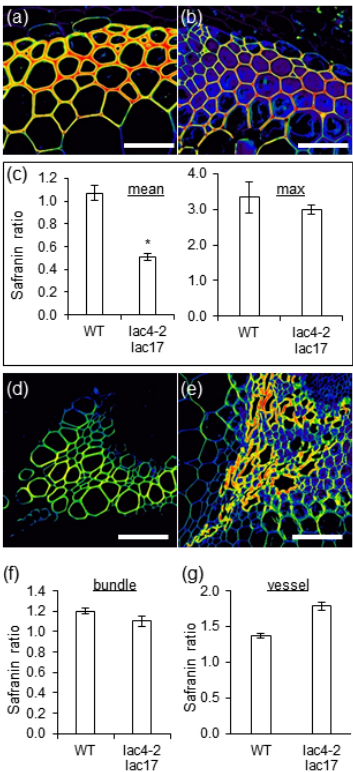 (a)
(b)
(c)
mean
max
Safranin ratio
1.2
1.0
0.8
0.6
0.4
0.2
0.0
*
WT
lac4-2
lac17
4.0
3.0
2.0
1.0
0.0
WT
lac4-2
lac17
(d)
(e)
(f)
bundle
Safranin ratio
1.4
1.2
1.0
0.8
0.6
0.4
0.2
0.0
WT
lac4-2
lac17
(g)
vessel
Safranin ratio
2.0
1.5
1.0
0.5
0.0
WT
lac4-2
lac17